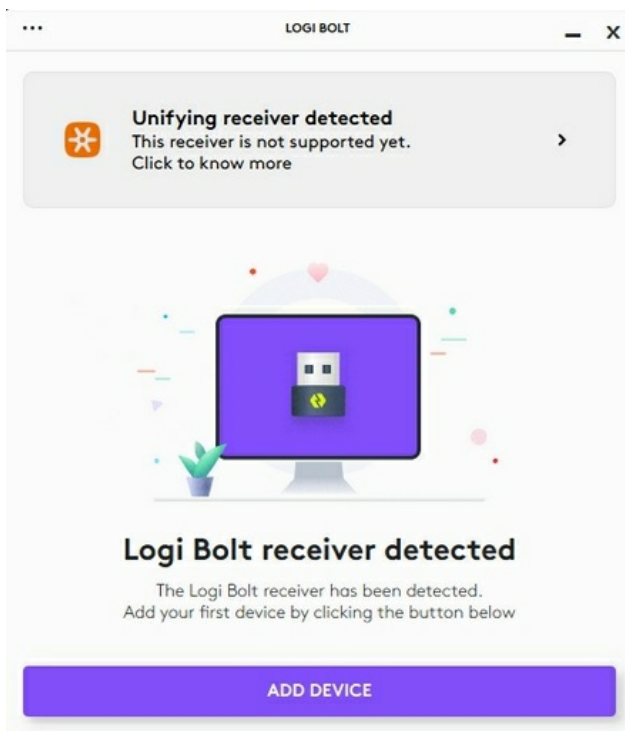 LOGI BOLT
Unifying receiver detected
This receiver is not supported yet.
Click to know more
Logi Bolt receiver detected
The Logi Bolt receiver has been detected.
Add your first device by clicking the button below
ADD DEVICE